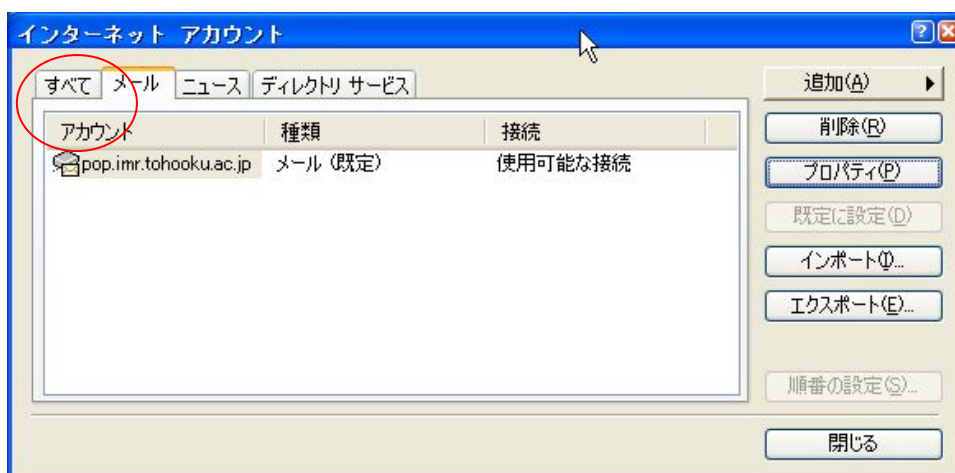 インターネット アカウント
すべて メール ニュース ディレクトリ サービス
追加(A)
アカウント 種類 接続
削除(R)
pop.imr.tohooku.ac.jp メール (既定) 使用可能な接続
プロパティ(P)
既定に設定(D)
インポート(I)...
エクスポート(E)...
順番の設定(S)...
閉じる